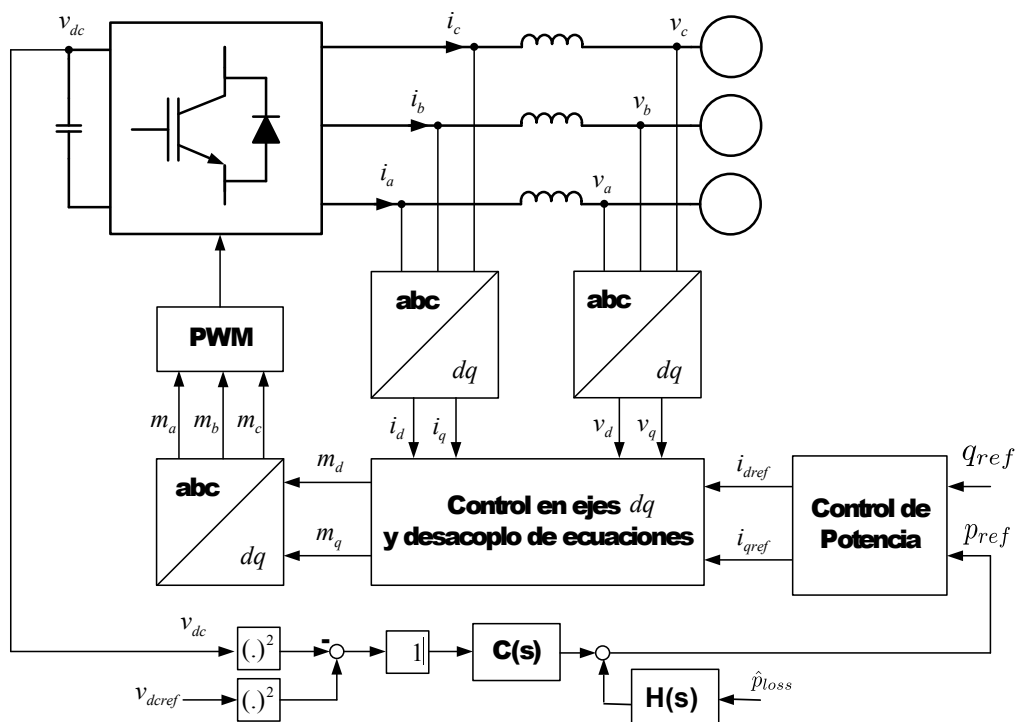 v_dc
i_c
v_c
i_b
v_b
i_a
v_a
abc
dq
abc
dq
PWM
m_a
m_b
m_c
i_d
i_q
v_d
v_q
abc
dq
m_d
m_q
Control en ejes dq
y desacoplo de ecuaciones
i_dref
i_qref
Control de
Potencia
q_ref
p_ref
v_dc
(.)²
-
1
C(s)
v_dcref
(.)²
H(s)
p̂_loss